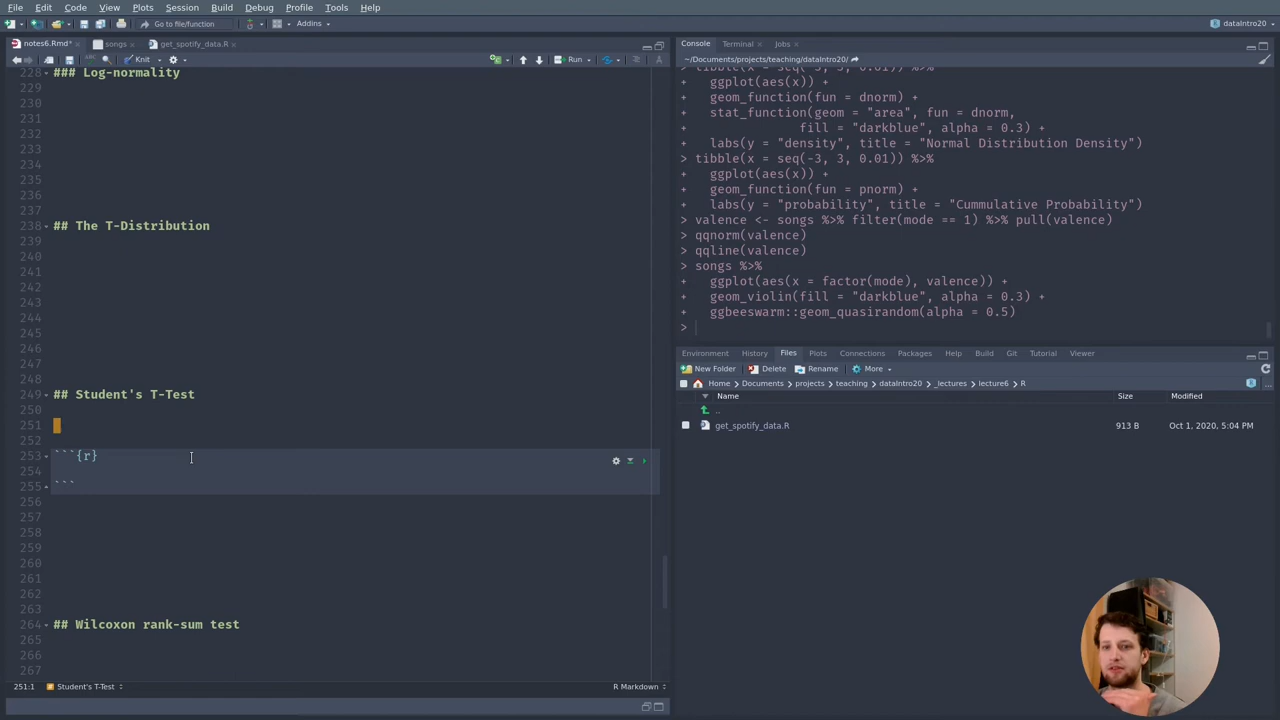 File Edit Code View Plots Session Build Debug Profile Tools Help
Go to file/function Addins dataIntro20
notes6.Rmd* songs get_spotify_data.R
Knit Run
228 ### Log-normality
229
230
231
232
233
234
235
236
237
238 ## The T-Distribution
239
240
241
242
243
244
245
246
247
248
249 ## Student's T-Test
250
251
252
253 ```{r}
254
255 ```
256
257
258
259
260
261
262
263
264 ## Wilcoxon rank-sum test
265
266
267
251:1 Student's T-Test R Markdown
Console Terminal Jobs
~/Documents/projects/teaching/dataIntro20/
> tibble(x = seq(-3, 3, 0.01)) %>%
+ ggplot(aes(x)) +
+ geom_function(fun = dnorm) +
+ stat_function(geom = "area", fun = dnorm,
+ fill = "darkblue", alpha = 0.3) +
+ labs(y = "density", title = "Normal Distribution Density")
> tibble(x = seq(-3, 3, 0.01)) %>%
+ ggplot(aes(x)) +
+ geom_function(fun = pnorm) +
+ labs(y = "probability", title = "Cummulative Probability")
> valence <- songs %>% filter(mode == 1) %>% pull(valence)
> qqnorm(valence)
> qqline(valence)
> songs %>%
+ ggplot(aes(x = factor(mode), valence)) +
+ geom_violin(fill = "darkblue", alpha = 0.3) +
+ ggbeeswarm::geom_quasirandom(alpha = 0.5)
>
Environment History Files Plots Connections Packages Help Build Git Tutorial Viewer
New Folder Delete Rename More
Home Documents projects teaching dataIntro20 _lectures lecture6 R ...
Name Size Modified
..
get_spotify_data.R 913 B Oct 1, 2020, 5:04 PM